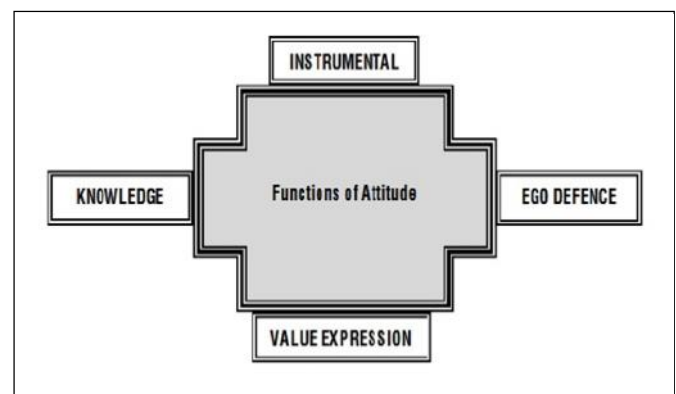 INSTRUMENTAL
KNOWLEDGE
Functions of Attitude
EGO DEFENCE
VALUE EXPRESSION